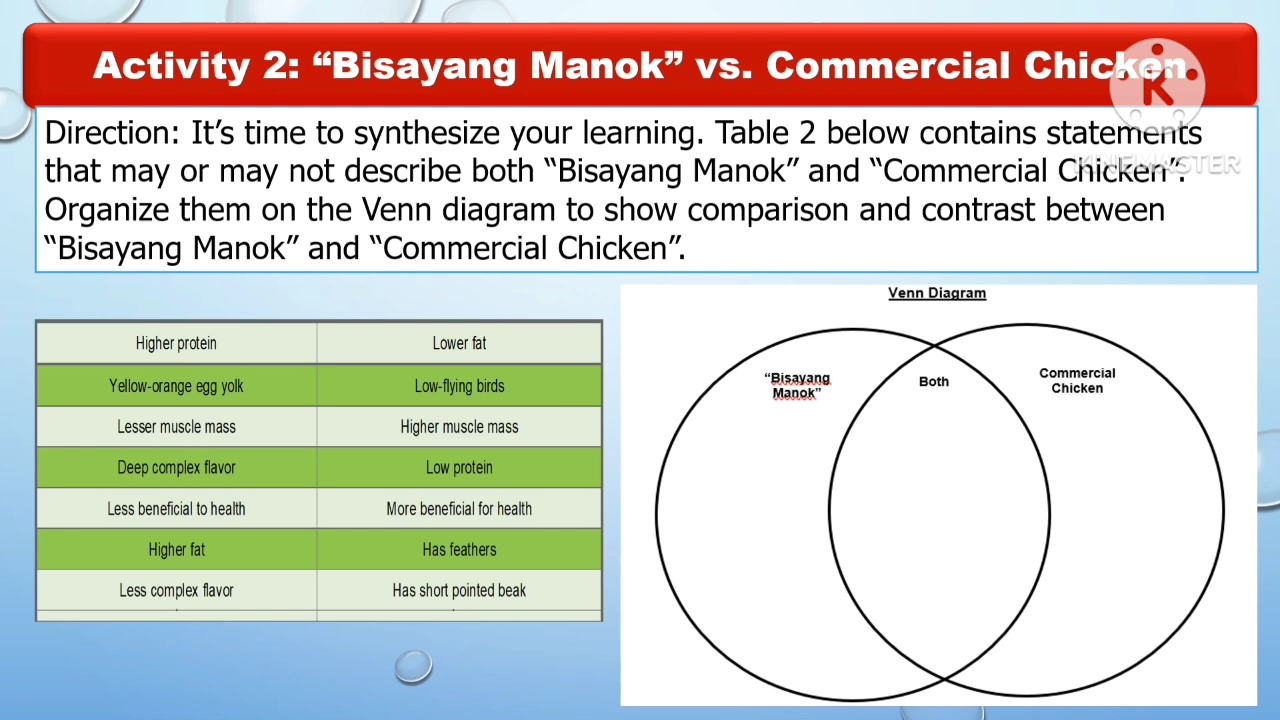 Activity 2: “Bisayang Manok” vs. Commercial Chicken
K
KINEMASTER
Direction: It’s time to synthesize your learning. Table 2 below contains statements
that may or may not describe both “Bisayang Manok” and “Commercial Chicken”.
Organize them on the Venn diagram to show comparison and contrast between
“Bisayang Manok” and “Commercial Chicken”.
Higher protein
Lower fat
Yellow-orange egg yolk
Low-flying birds
Lesser muscle mass
Higher muscle mass
Deep complex flavor
Low protein
Less beneficial to health
More beneficial for health
Higher fat
Has feathers
Less complex flavor
Has short pointed beak
Venn Diagram
“Bisayang
Manok”
Both
Commercial
Chicken